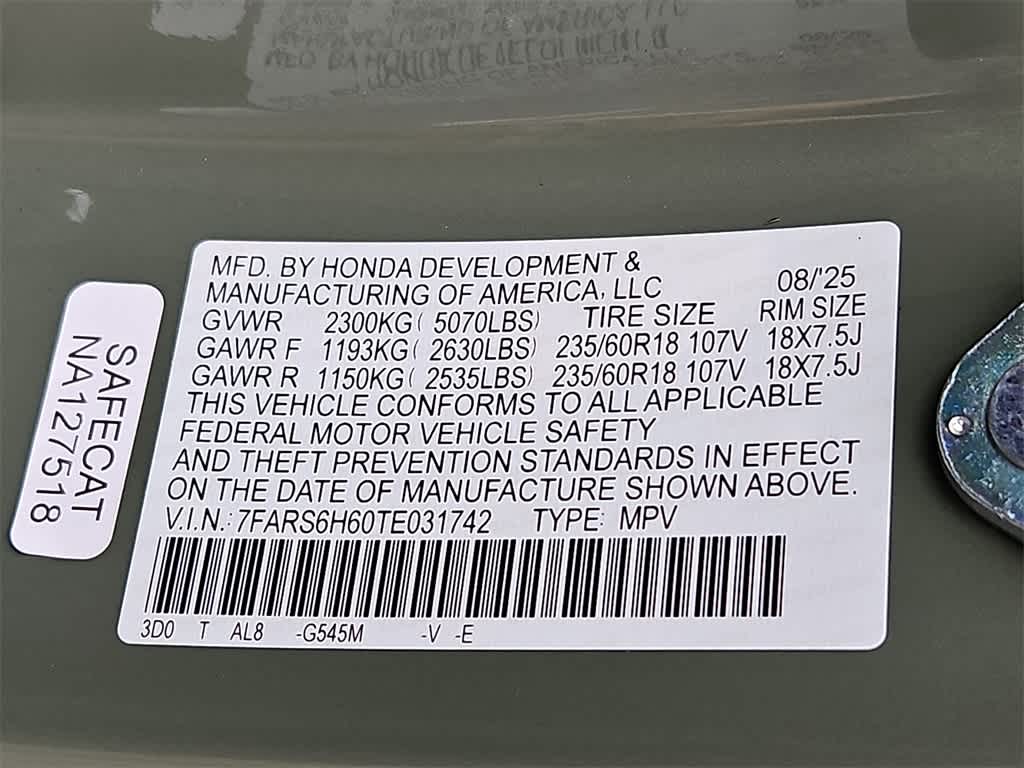 MFD. BY HONDA DEVELOPMENT &
MANUFACTURING OF AMERICA, LLC 08/'25
GVWR 2300KG( 5070LBS) TIRE SIZE RIM SIZE
GAWR F 1193KG( 2630LBS) 235/60R18 107V 18X7.5J
GAWR R 1150KG( 2535LBS) 235/60R18 107V 18X7.5J
THIS VEHICLE CONFORMS TO ALL APPLICABLE
FEDERAL MOTOR VEHICLE SAFETY
AND THEFT PREVENTION STANDARDS IN EFFECT
ON THE DATE OF MANUFACTURE SHOWN ABOVE.
V.I.N.: 7FARS6H60TE031742 TYPE: MPV
3D0 T AL8 -G545M -V -E
SAFECAT
NA127518